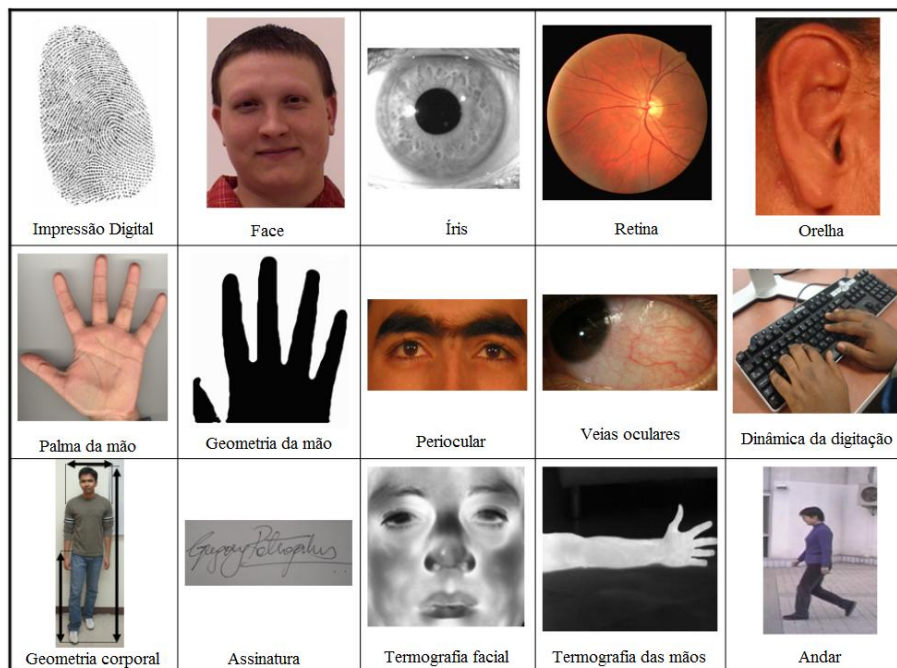 Impressão Digital
Face
Íris
Retina
Orelha
Palma da mão
Geometria da mão
Periocular
Veias oculares
Dinâmica da digitação
Geometria corporal
Assinatura
Termografia facial
Termografia das mãos
Andar